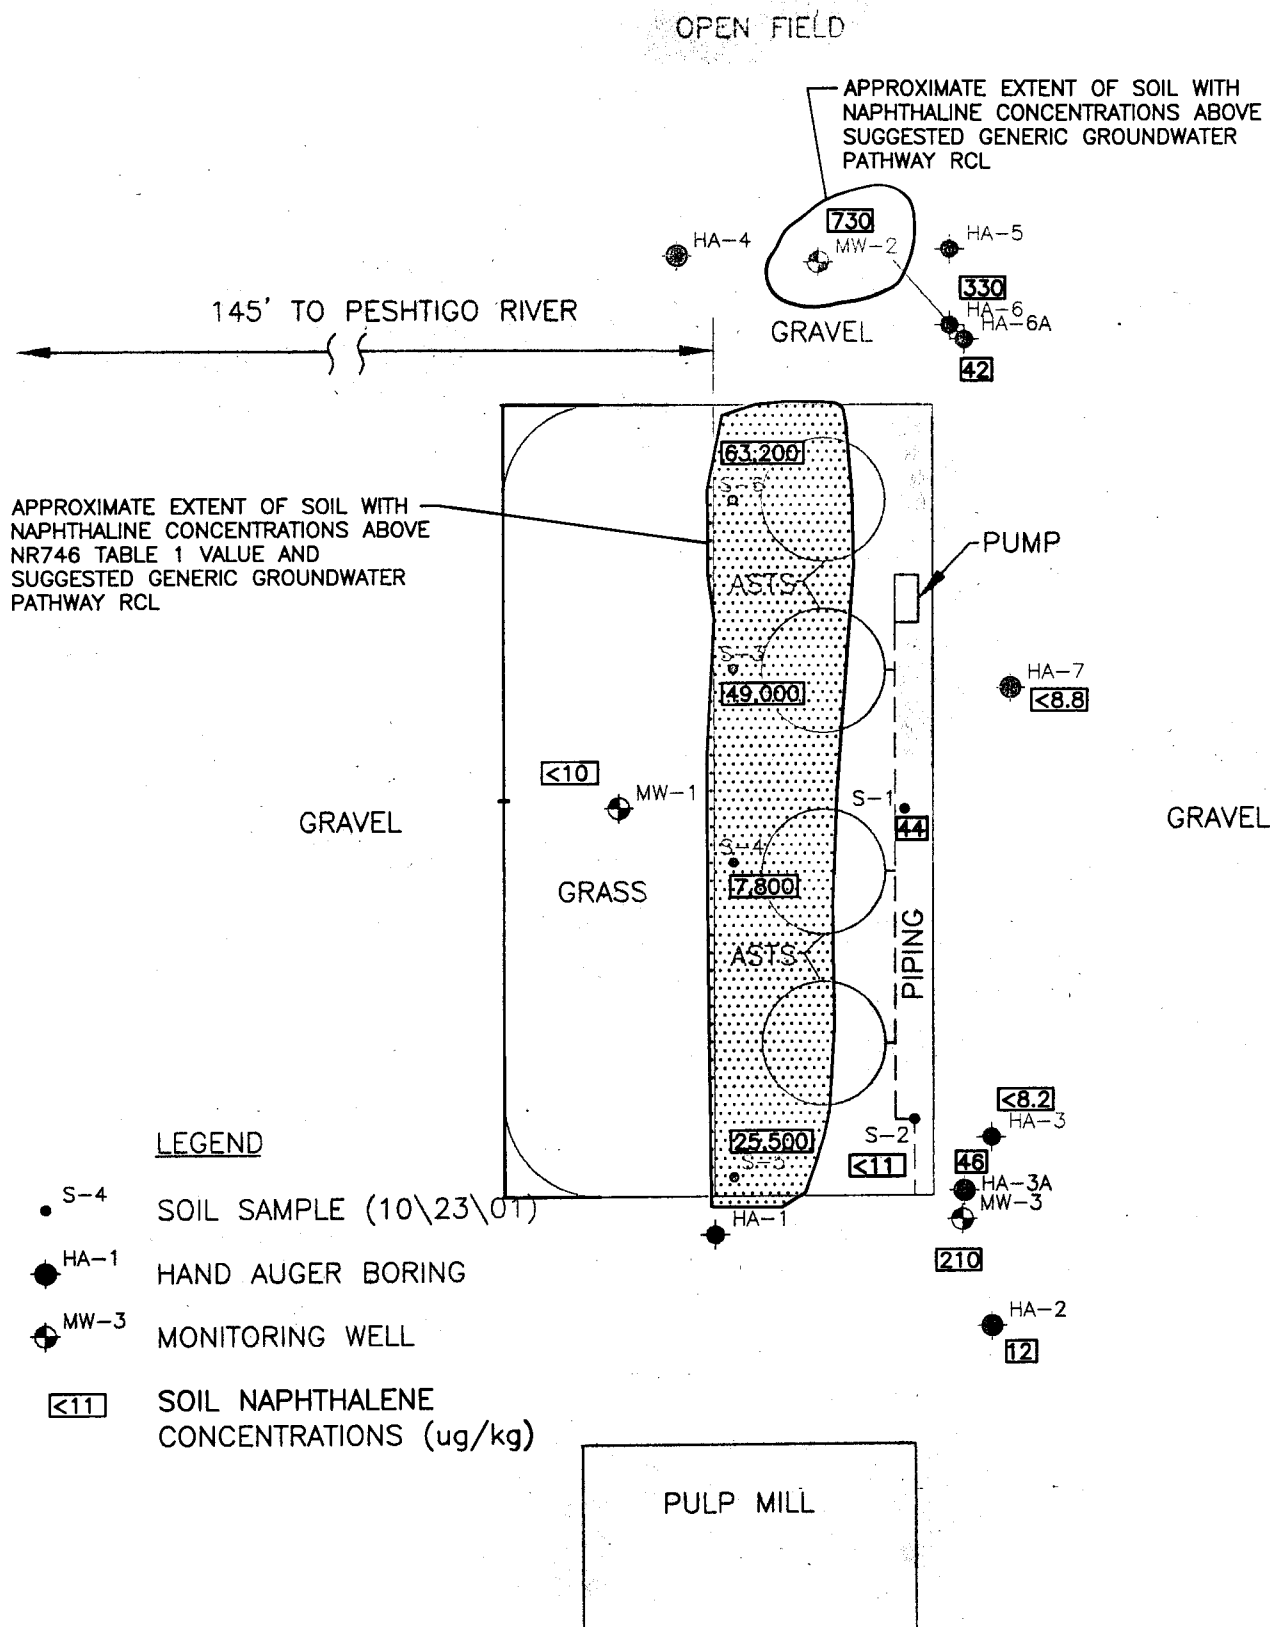 OPEN FIELD
APPROXIMATE EXTENT OF SOIL WITH
NAPHTHALINE CONCENTRATIONS ABOVE
SUGGESTED GENERIC GROUNDWATER
PATHWAY RCL
730
HA-4
MW-2
HA-5
330
145' TO PESHTIGO RIVER
HA-6
GRAVEL
HA-6A
42
63,200
S-6
APPROXIMATE EXTENT OF SOIL WITH
NAPHTHALINE CONCENTRATIONS ABOVE
NR746 TABLE 1 VALUE AND
SUGGESTED GENERIC GROUNDWATER
PATHWAY RCL
PUMP
ASTS
S-3
49,000
HA-7
<8.8
<10
MW-1
S-1
44
GRAVEL
GRAVEL
S-4
7,800
GRASS
PIPING
ASTS
<8.2
HA-3
25,500
S-5
S-2
<11
46
HA-3A
MW-3
HA-1
210
HA-2
12
LEGEND
S-4
SOIL SAMPLE (10\23\01)
HA-1
HAND AUGER BORING
MW-3
MONITORING WELL
<11
SOIL NAPHTHALENE
CONCENTRATIONS (ug/kg)
PULP MILL